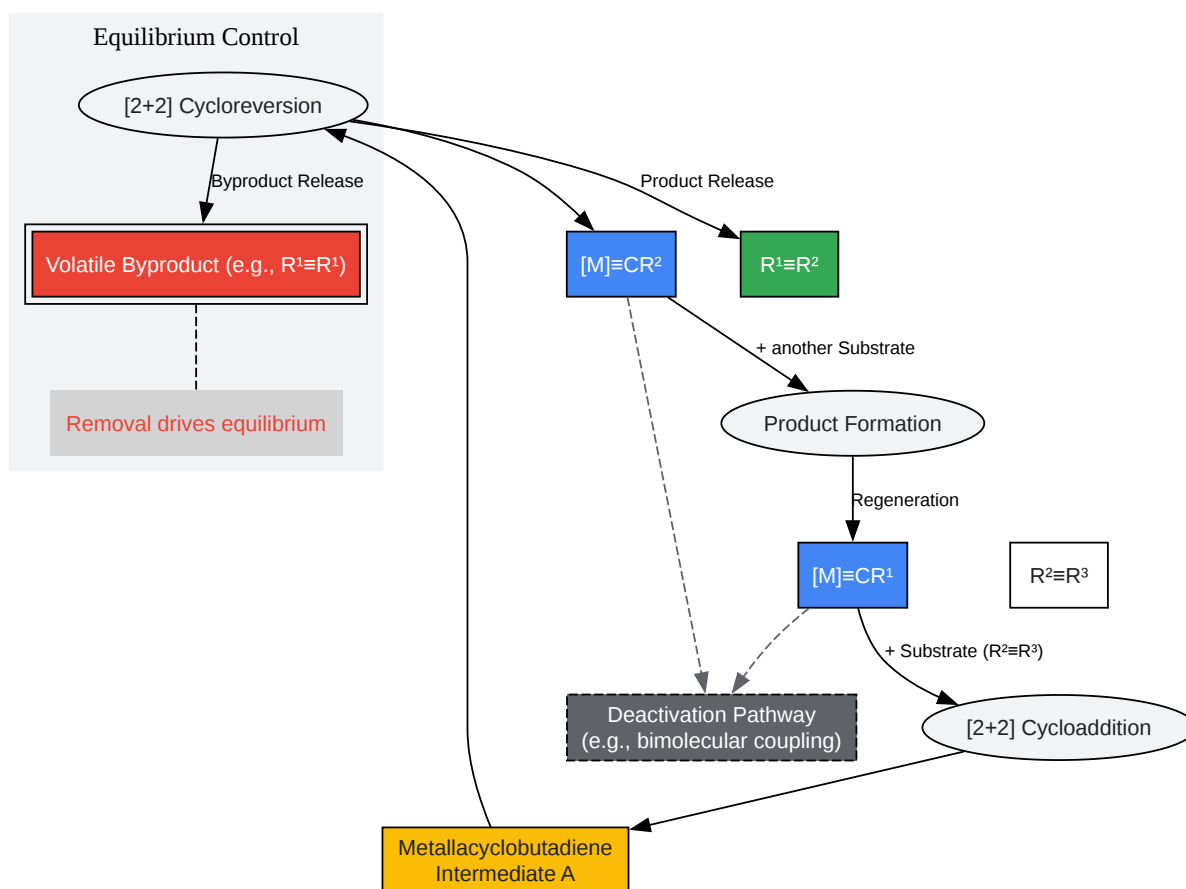 Equilibrium Control
[2+2] Cycloreversion
Byproduct Release
Product Release
Volatile Byproduct (e.g., R¹≡R¹)
[M]≡CR²
R¹≡R²
+ another Substrate
Removal drives equilibrium
Product Formation
Regeneration
[M]≡CR¹
R²≡R³
+ Substrate (R²≡R³)
Deactivation Pathway
(e.g., bimolecular coupling)
[2+2] Cycloaddition
Metallacyclobutadiene
Intermediate A